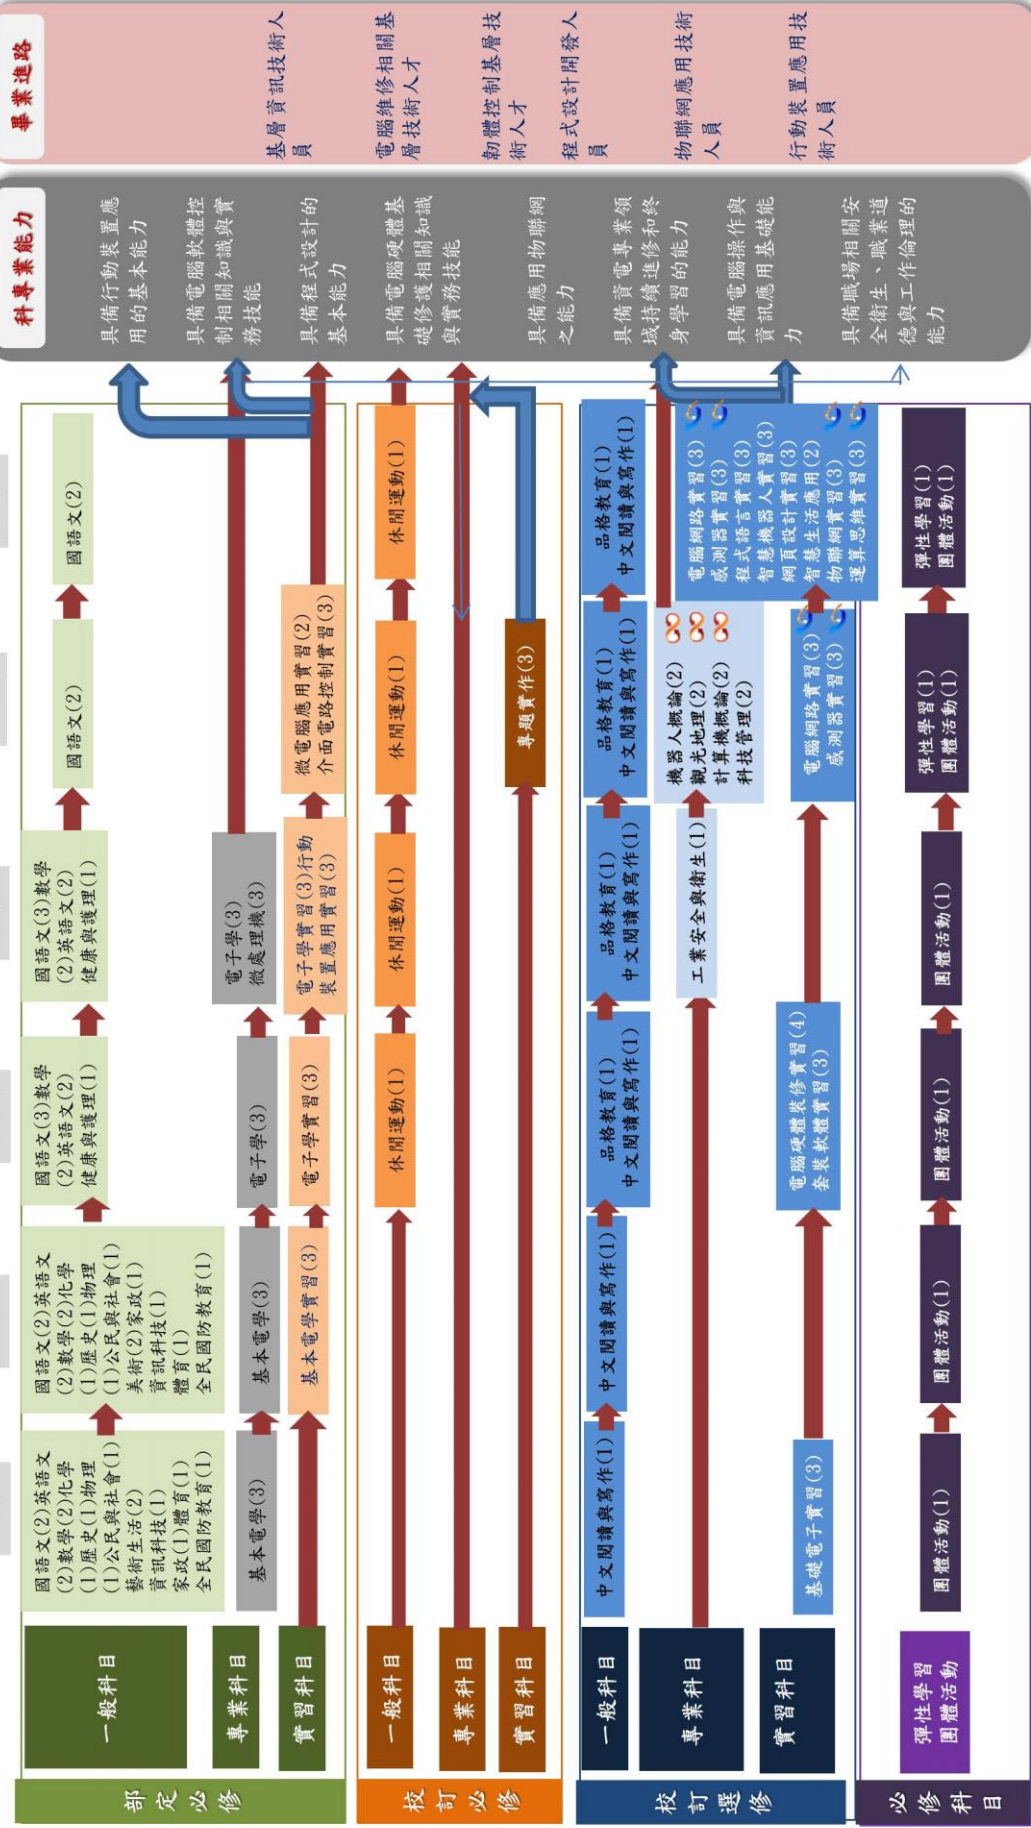 部定必修
一般科目
國語文(2)英語文
(2)數學(2)化學
(1)歷史(1)物理
(1)公民與社會(1)
藝術生活(2)
資訊科技(1)
家政(1)體育(1)
全民國防教育(1)
國語文(2)英語文
(2)數學(2)化學
(1)歷史(1)物理
(1)公民與社會(1)
美術(2)家政(1)
資訊科技(1)
體育(1)
全民國防教育(1)
國語文(3)數學
(2)英語文(2)
健康與護理(1)
國語文(3)數學
(2)英語文(2)
健康與護理(1)
國語文(2)
國語文(2)
專業科目
基本電學(3)
基本電學(3)
電子學(3)
電子學(3)
微處理機(3)
實習科目
基本電學實習(3)
電子學實習(3)
電子學實習(3)行動
裝置應用實習(3)
微電腦應用實習(2)
介面電路控制實習(3)
校訂必修
一般科目
休閒運動(1)
休閒運動(1)
休閒運動(1)
休閒運動(1)
專業科目
實習科目
專題實作(3)
校訂選修
一般科目
中文閱讀與寫作(1)
中文閱讀與寫作(1)
品格教育(1)
中文閱讀與寫作(1)
品格教育(1)
中文閱讀與寫作(1)
品格教育(1)
中文閱讀與寫作(1)
品格教育(1)
中文閱讀與寫作(1)
專業科目
工業安全與衛生(1)
機器人概論(2)
觀光地理(2)
計算機概論(2)
科技管理(2)
實習科目
基礎電子實習(3)
電腦硬體裝修實習(4)
套裝軟體實習(3)
電腦網路實習(3)
感測器實習(3)
電腦網路實習(3)
感測器實習(3)
程式語言實習(3)
智慧機器人實習(3)
網頁設計實習(3)
智慧生活應用(2)
物聯網實習(3)
運算思維實習(3)
必修科目
彈性學習
團體活動
團體活動(1)
團體活動(1)
團體活動(1)
團體活動(1)
彈性學習(1)
團體活動(1)
彈性學習(1)
團體活動(1)
科專業能力
具備行動裝置應
用的基本能力
具備電腦軟體控
制相關知識與實
務技能
具備程式設計的
基本能力
具備電腦硬體基
礎修護相關知識
與實務技能
具備應用物聯網
之能力
具備資電專業領
域持續進修和終
身學習的能力
具備電腦操作與
資訊應用基礎能
力
具備職場相關安
全衛生、職業道
德與工作倫理的
能力
畢業進路
基層資訊技術人
員
電腦維修相關基
層技術人才
韌體控制基層技
術人才
程式設計開發人
員
物聯網應用技術
人員
行動裝置應用技
術人員